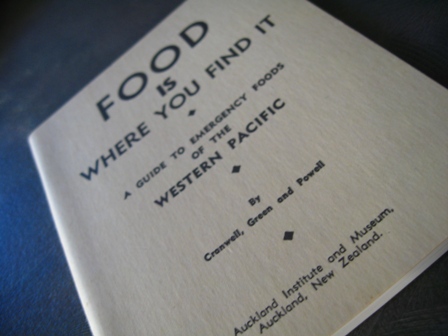 FOOD
IS
WHERE YOU FIND IT
A GUIDE TO EMERGENCY FOODS
OF THE
WESTERN PACIFIC
By
Cranwell, Green and Powell
Auckland Institute and Museum,
Auckland, New Zealand.